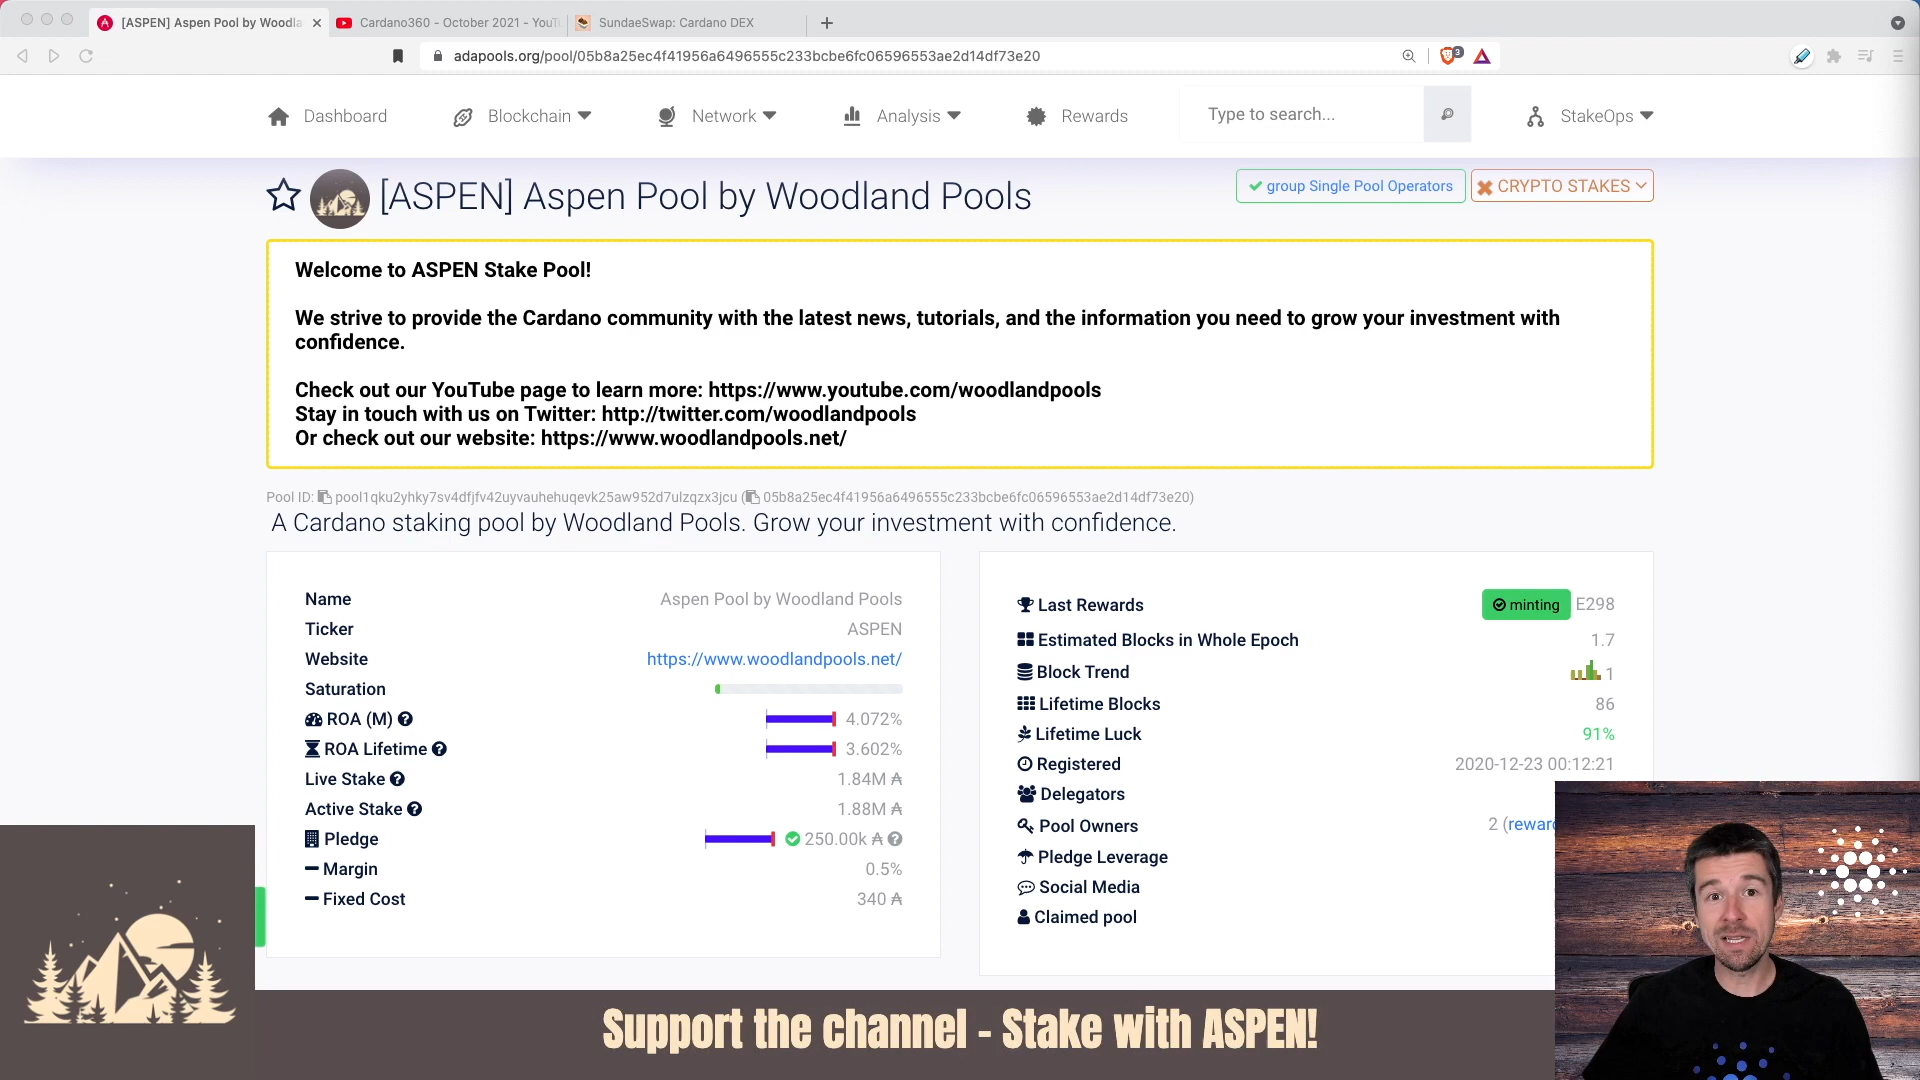 [ASPEN] Aspen Pool by Woodla
Cardano360 - October 2021 - YouT
SundaeSwap: Cardano DEX
adapools.org/pool/05b8a25ec4f41956a6496555c233bcbe6fc06596553ae2d14df73e20
3
Dashboard
Blockchain
Network
Analysis
Rewards
Type to search...
StakeOps
[ASPEN] Aspen Pool by Woodland Pools
group Single Pool Operators
CRYPTO STAKES
Welcome to ASPEN Stake Pool!
We strive to provide the Cardano community with the latest news, tutorials, and the information you need to grow your investment with
confidence.
Check out our YouTube page to learn more: https://www.youtube.com/woodlandpools
Stay in touch with us on Twitter: http://twitter.com/woodlandpools
Or check out our website: https://www.woodlandpools.net/
Pool ID: pool1qku2yhky7sv4dfjfv42uyvauhehuqevk25aw952d7ulzqzx3jcu (05b8a25ec4f41956a6496555c233bcbe6fc06596553ae2d14df73e20)
A Cardano staking pool by Woodland Pools. Grow your investment with confidence.
Name Aspen Pool by Woodland Pools
Ticker ASPEN
Website https://www.woodlandpools.net/
Saturation
ROA (M) 4.072%
ROA Lifetime 3.602%
Live Stake 1.84M ₳
Active Stake 1.88M ₳
Pledge 250.00k ₳
Margin 0.5%
Fixed Cost 340 ₳
Last Rewards minting E298
Estimated Blocks in Whole Epoch 1.7
Block Trend 1
Lifetime Blocks 86
Lifetime Luck 91%
Registered 2020-12-23 00:12:21
Delegators
Pool Owners 2 (reward
Pledge Leverage
Social Media
Claimed pool
Support the channel - Stake with ASPEN!